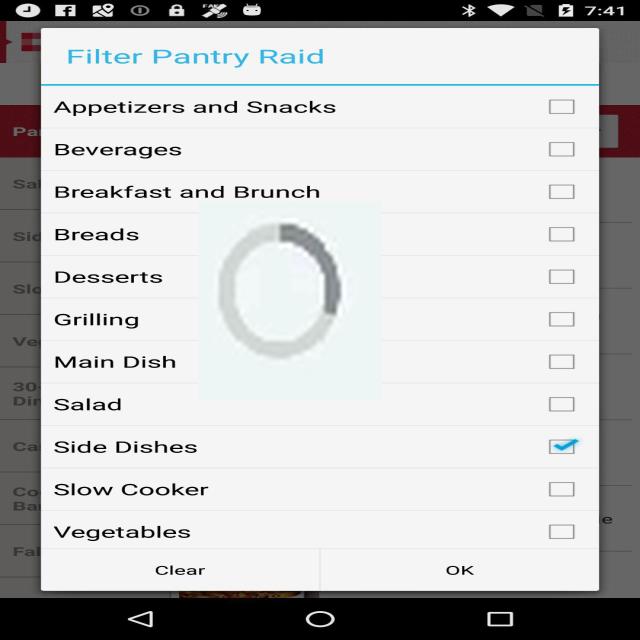 7:41
Filter Pantry Raid
Appetizers and Snacks
Beverages
Breakfast and Brunch
Breads
Desserts
Grilling
Main Dish
Salad
Side Dishes
Slow Cooker
Vegetables
Clear OK